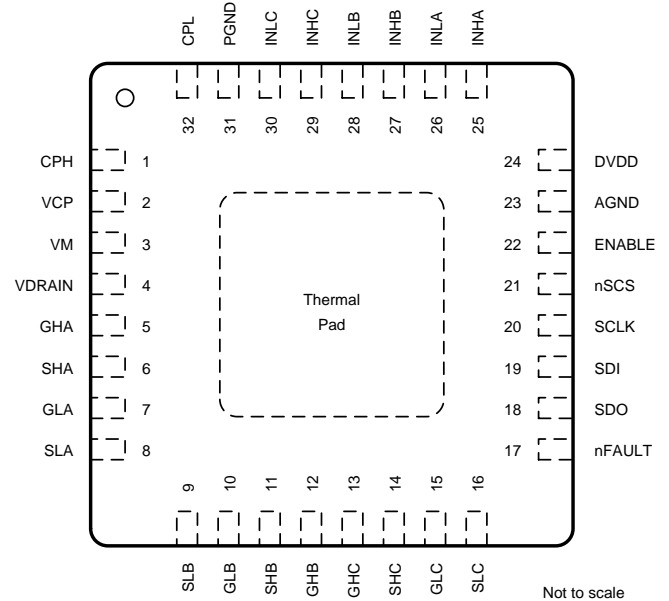 CPL PGND INLC INHC INLB INHB INLA INHA
32 31 30 29 28 27 26 25
CPH 1 24 DVDD
VCP 2 23 AGND
VM 3 22 ENABLE
VDRAIN 4 21 nSCS
GHA 5 20 SCLK
SHA 6 19 SDI
GLA 7 18 SDO
SLA 8 17 nFAULT
Thermal
Pad
9 10 11 12 13 14 15 16
SLB GLB SHB GHB GHC SHC GLC SLC
Not to scale